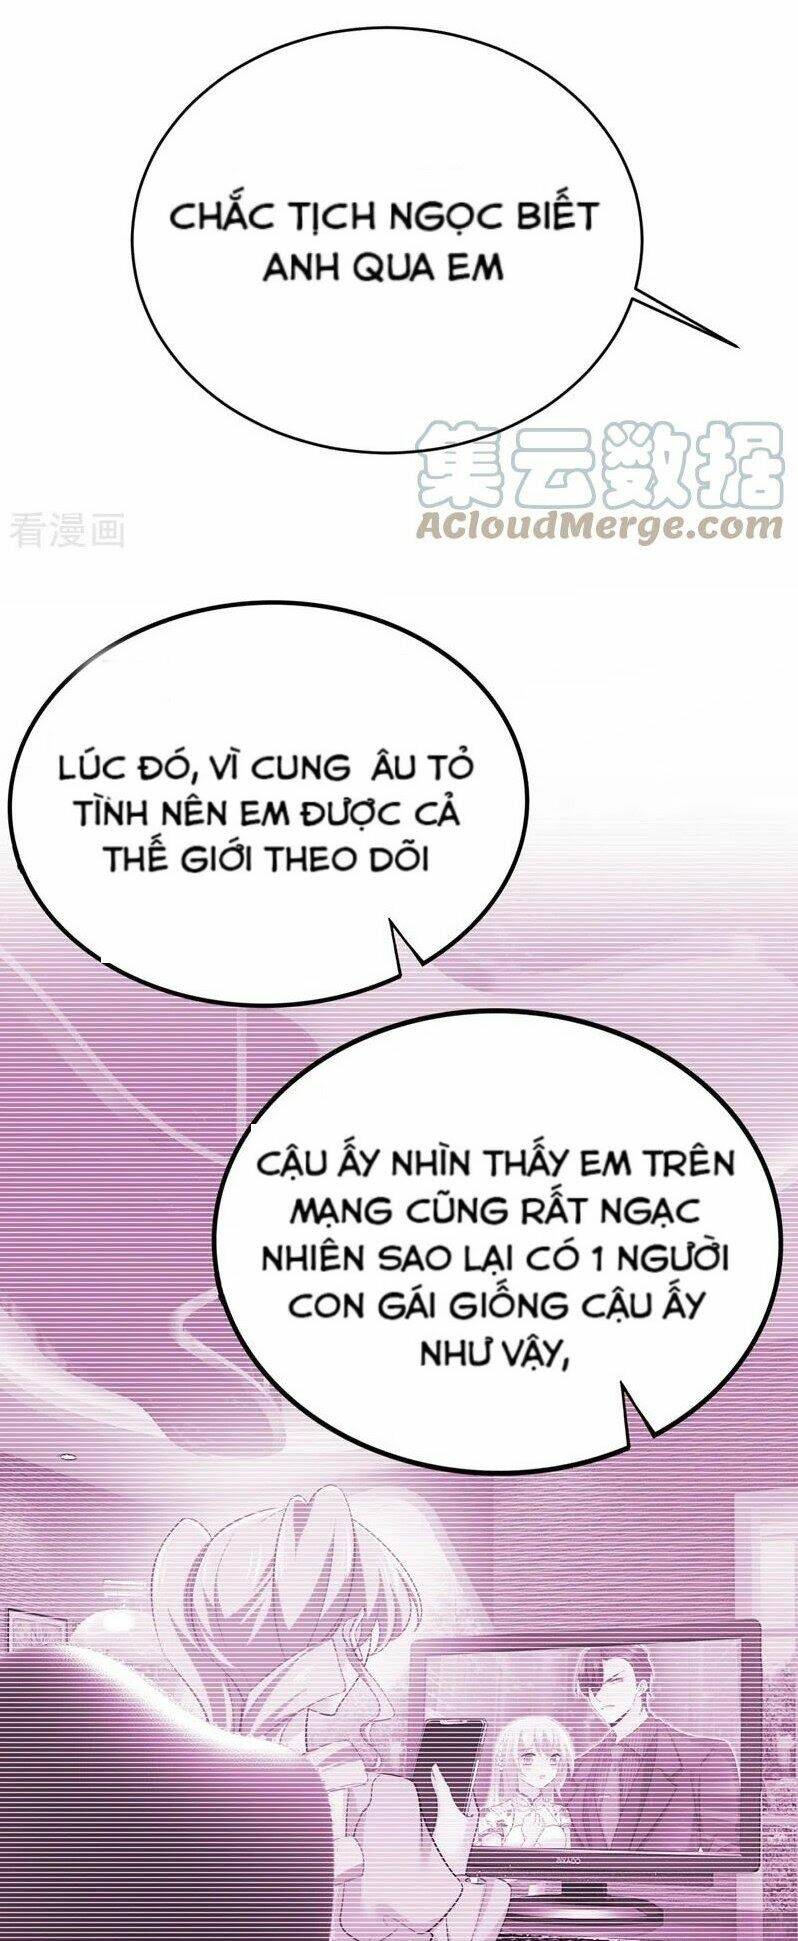 CHẮC TỊCH NGỌC BIẾT
ANH QUA EM
集云数据
ACloudMerge.com
看漫画
LÚC ĐÓ, VÌ CUNG ÂU TỎ
TÌNH NÊN EM ĐƯỢC CẢ
THẾ GIỚI THEO DÕI
CẬU ẤY NHÌN THẤY EM TRÊN
MẠNG CŨNG RẤT NGẠC
NHIÊN SAO LẠI CÓ 1 NGƯỜI
CON GÁI GIỐNG CẬU ẤY
NHƯ VẬY,